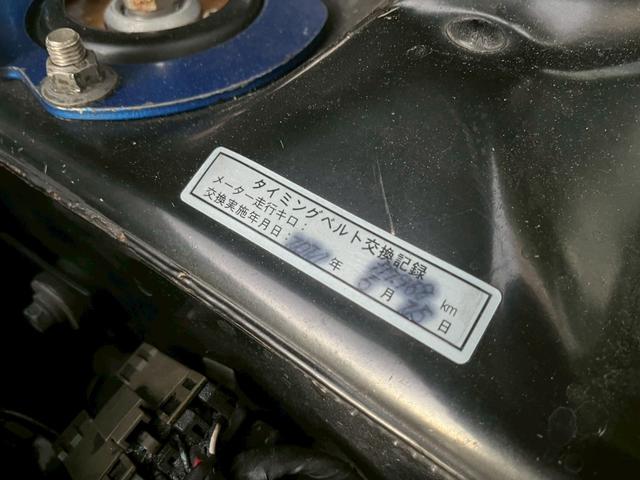 タイミングベルト交換記録
メーター走行キロ： km
交換実施年月日： 年 月 日